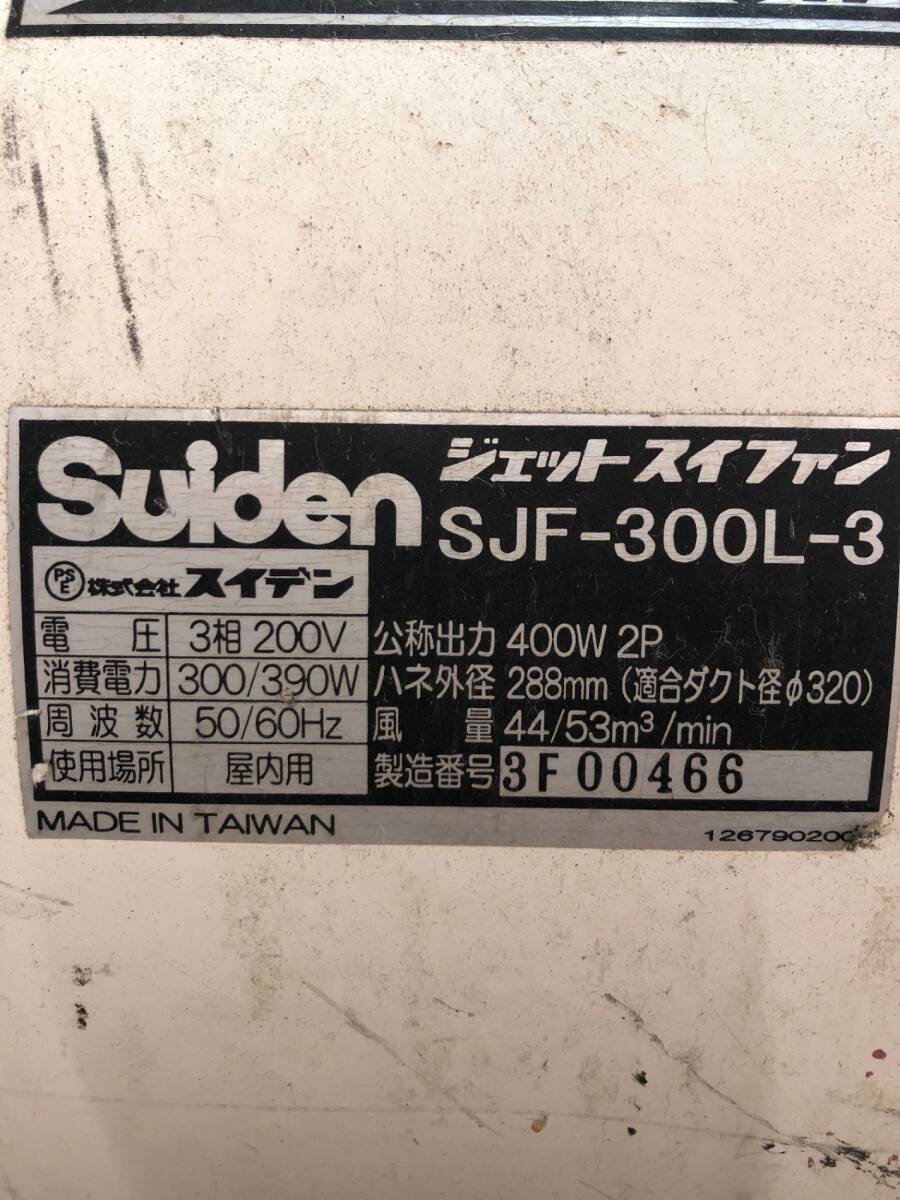 Suiden ジェットスイファン
SJF-300L-3
PSE 株式会社スイデン
電圧 3相 200V 公称出力 400W 2P
消費電力 300/390W ハネ外径 288mm (適合ダクト径φ320)
周波数 50/60Hz 風量 44/53m³/min
使用場所 屋内用 製造番号 3F00466
MADE IN TAIWAN